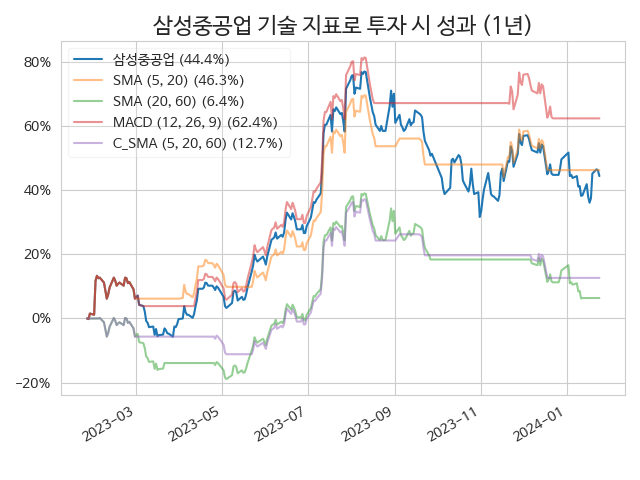 삼성중공업 기술 지표로 투자 시 성과 (1년)
삼성중공업 (44.4%)
SMA (5, 20) (46.3%)
SMA (20, 60) (6.4%)
MACD (12, 26, 9) (62.4%)
C_SMA (5, 20, 60) (12.7%)
80%
60%
40%
20%
0%
−20%
2023−03
2023−05
2023−07
2023−09
2023−11
2024−01